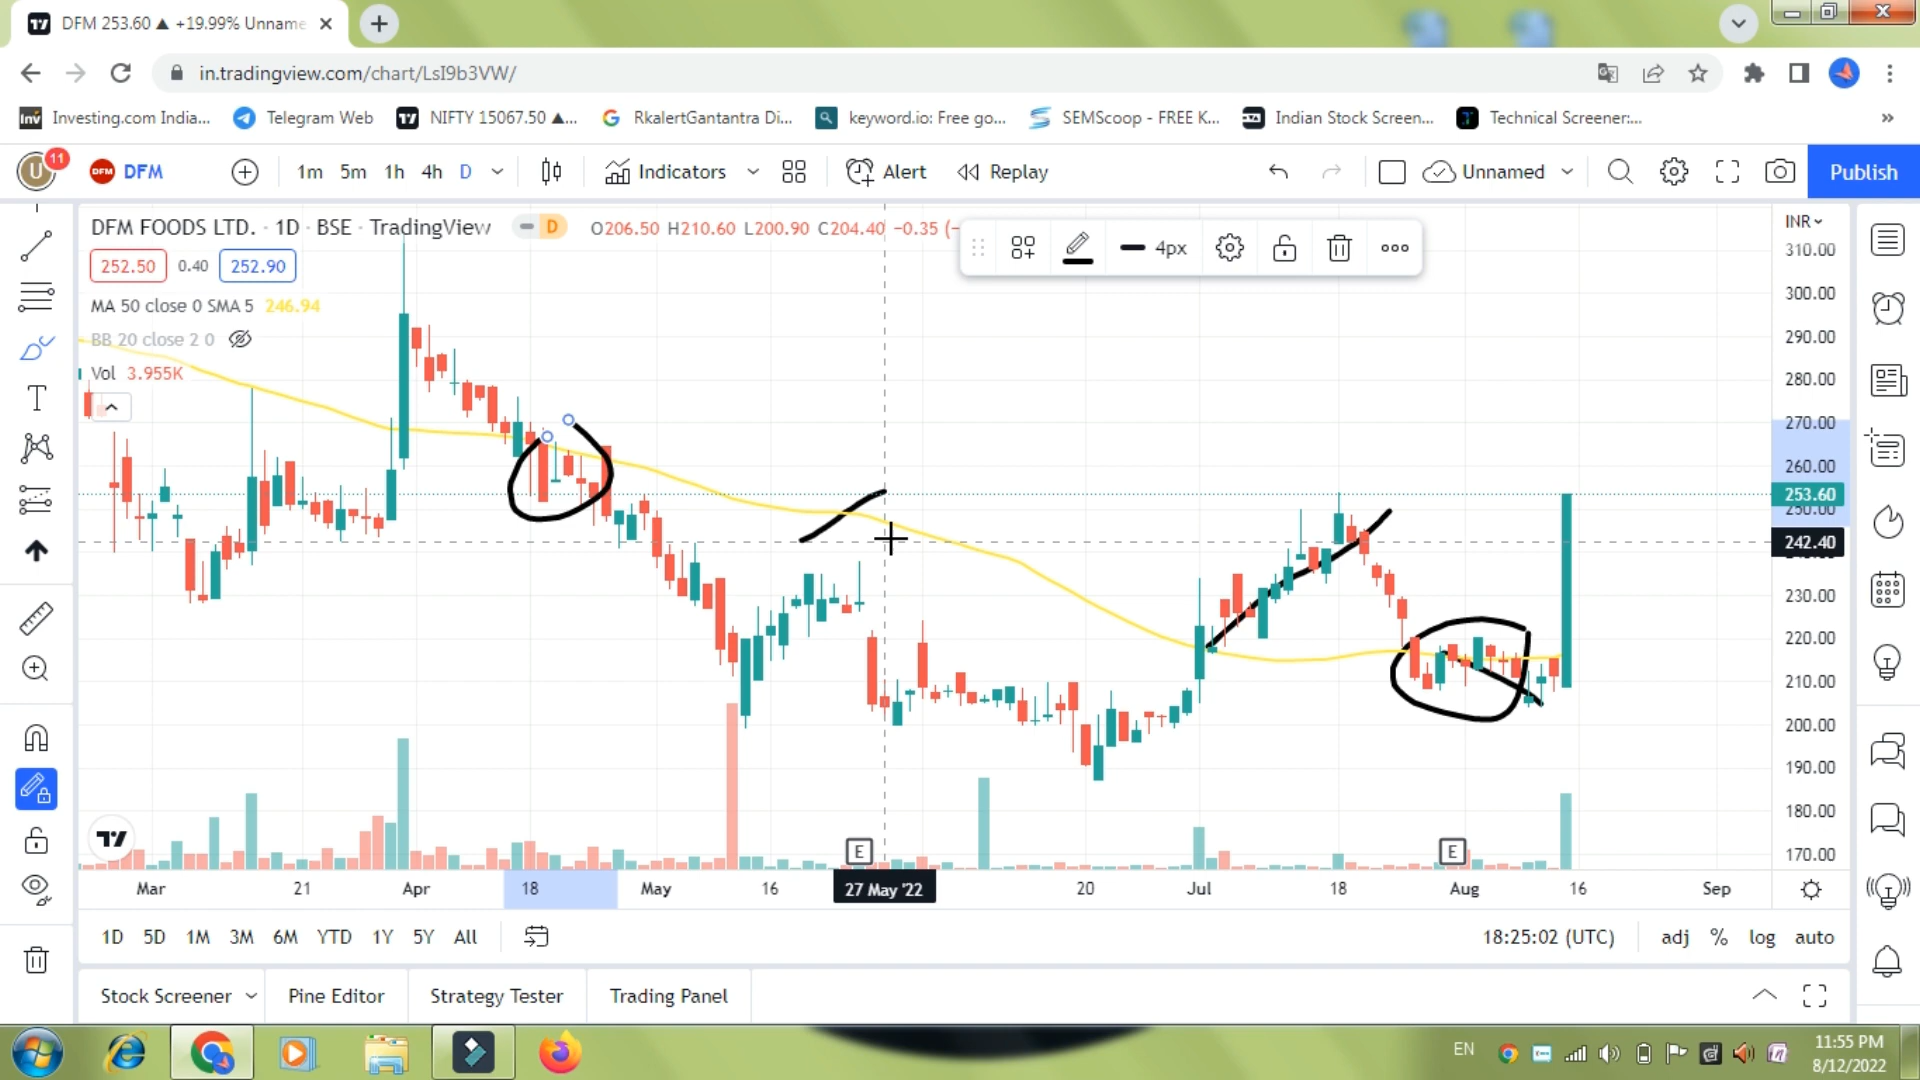 DFM 253.60 ▲ +19.99% Unname
in.tradingview.com/chart/LsI9b3VW/
Investing.com India... Telegram Web NIFTY 15067.50 ▲... RkalertGantantra Di... keyword.io: Free go... SEMScoop - FREE K... Indian Stock Screen... Technical Screener:... »
U 11 DFM DFM 1m 5m 1h 4h D Indicators Alert Replay Unnamed Publish
DFM FOODS LTD. · 1D · BSE · TradingView D O206.50 H210.60 L200.90 C204.40 −0.35 (− 4px INR
252.50 0.40 252.90
MA 50 close 0 SMA 5 246.94
BB 20 close 2 0
Vol 3.955K
310.00
300.00
290.00
280.00
270.00
260.00
253.60
250.00
242.40
230.00
220.00
210.00
200.00
190.00
180.00
170.00
E E
Mar 21 Apr 18 May 16 27 May '22 20 Jul 18 Aug 16 Sep
1D 5D 1M 3M 6M YTD 1Y 5Y All 18:25:02 (UTC) adj % log auto
Stock Screener Pine Editor Strategy Tester Trading Panel
EN 11:55 PM
8/12/2022